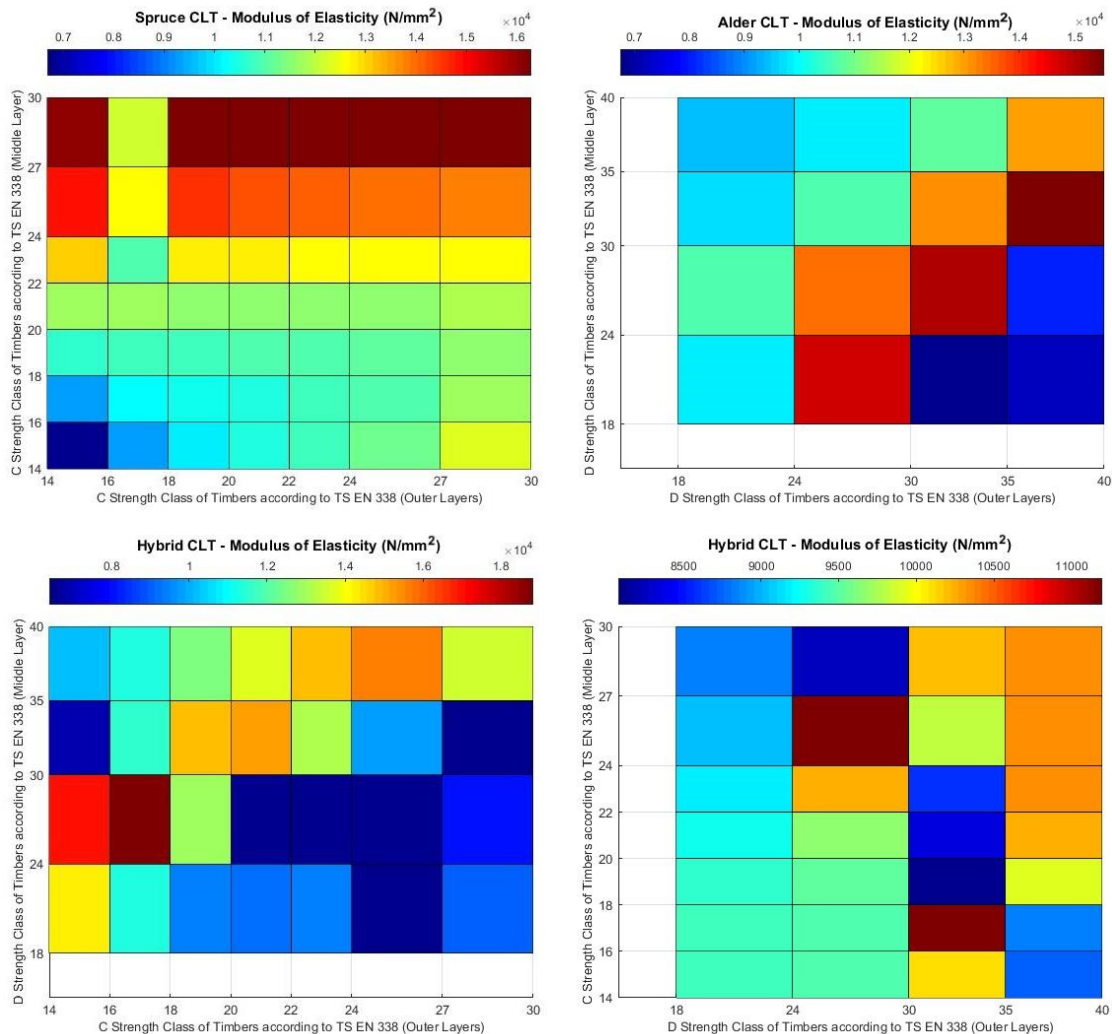 Spruce CLT - Modulus of Elasticity (N/mm²)
×10⁴
0.7 0.8 0.9 1 1.1 1.2 1.3 1.4 1.5 1.6
C Strength Class of Timbers according to TS EN 338 (Middle Layer)
30
27
24
22
20
18
16
14
14 16 18 20 22 24 27 30
C Strength Class of Timbers according to TS EN 338 (Outer Layers)
Alder CLT - Modulus of Elasticity (N/mm²)
×10⁴
0.7 0.8 0.9 1 1.1 1.2 1.3 1.4 1.5
D Strength Class of Timbers according to TS EN 338 (Middle Layer)
40
35
30
24
18
18 24 30 35 40
D Strength Class of Timbers according to TS EN 338 (Outer Layers)
Hybrid CLT - Modulus of Elasticity (N/mm²)
×10⁴
0.8 1 1.2 1.4 1.6 1.8
D Strength Class of Timbers according to TS EN 338 (Middle Layer)
40
35
30
24
18
14 16 18 20 22 24 27 30
C Strength Class of Timbers according to TS EN 338 (Outer Layers)
Hybrid CLT - Modulus of Elasticity (N/mm²)
8500 9000 9500 10000 10500 11000
C Strength Class of Timbers according to TS EN 338 (Middle Layer)
30
27
24
22
20
18
16
14
18 24 30 35 40
D Strength Class of Timbers according to TS EN 338 (Outer Layers)